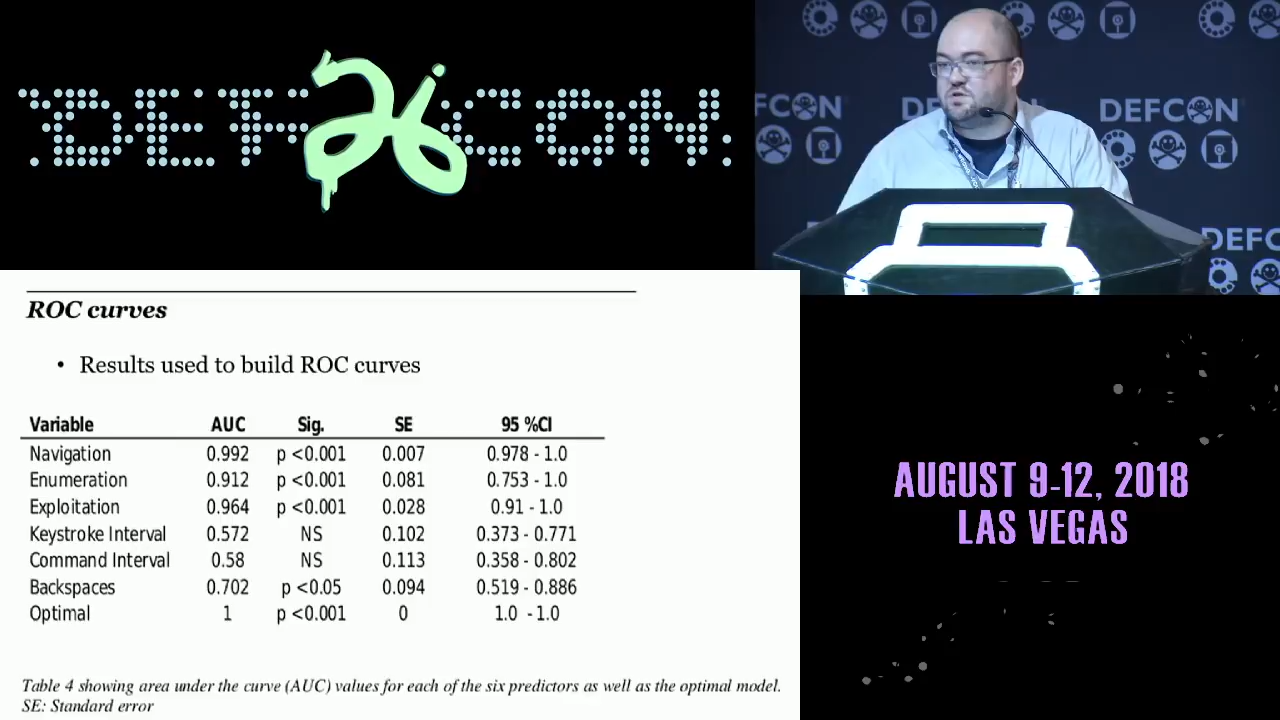 DEFCON
26
DEFCON
DEFCON
DEFCON
DEFC
ROC curves
• Results used to build ROC curves
Variable AUC Sig. SE 95 %CI
Navigation 0.992 p <0.001 0.007 0.978 - 1.0
Enumeration 0.912 p <0.001 0.081 0.753 - 1.0
Exploitation 0.964 p <0.001 0.028 0.91 - 1.0
Keystroke Interval 0.572 NS 0.102 0.373 - 0.771
Command Interval 0.58 NS 0.113 0.358 - 0.802
Backspaces 0.702 p <0.05 0.094 0.519 - 0.886
Optimal 1 p <0.001 0 1.0 - 1.0
Table 4 showing area under the curve (AUC) values for each of the six predictors as well as the optimal model.
SE: Standard error
AUGUST 9-12, 2018
LAS VEGAS